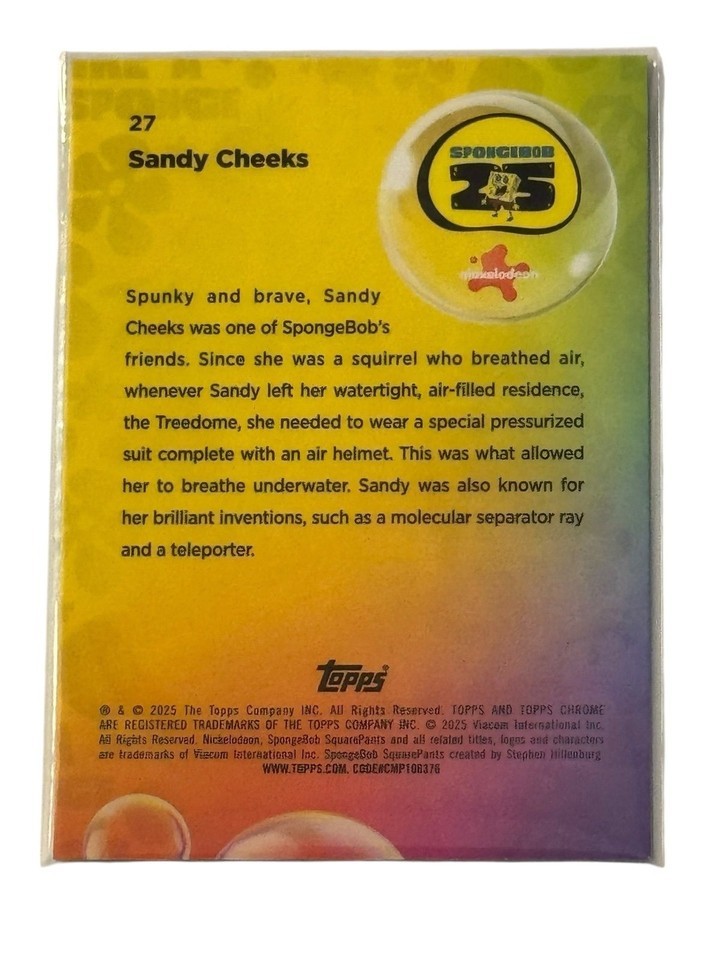 LIKE A
SPONGE
27
Sandy Cheeks
SPONGEBOB
25
nickelodeon
Spunky and brave, Sandy
Cheeks was one of SpongeBob's
friends. Since she was a squirrel who breathed air,
whenever Sandy left her watertight, air-filled residence,
the Treedome, she needed to wear a special pressurized
suit complete with an air helmet. This was what allowed
her to breathe underwater. Sandy was also known for
her brilliant inventions, such as a molecular separator ray
and a teleporter.
topps®
® & © 2025 The Topps Company INC. All Rights Reserved. TOPPS AND TOPPS CHROME
ARE REGISTERED TRADEMARKS OF THE TOPPS COMPANY INC. © 2025 Viacom International Inc.
All Rights Reserved. Nickelodeon, SpongeBob SquarePants and all related titles, logos and characters
are trademarks of Viacom International Inc. SpongeBob SquarePants created by Stephen Hillenburg
WWW.TOPPS.COM. CODE#CMP106376